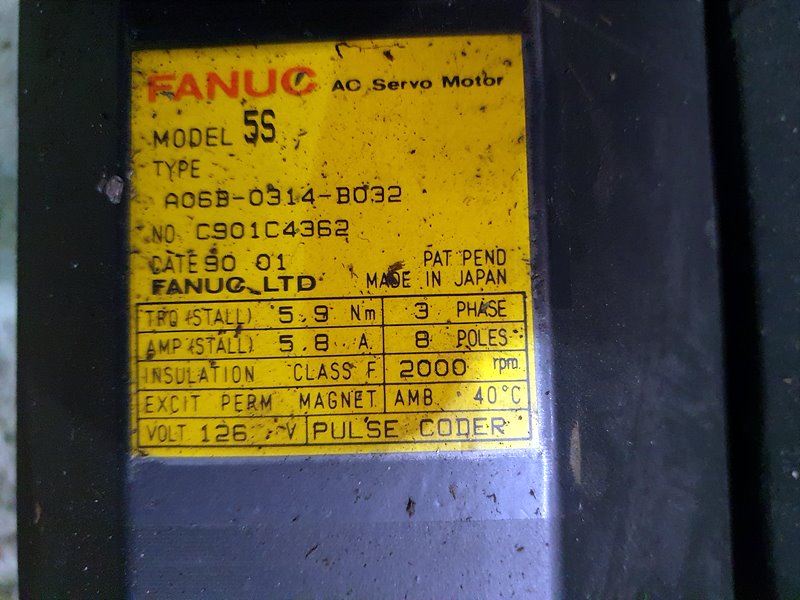 FANUC AC Servo Motor
MODEL 5S
TYPE
A06B-0314-B032
NO. C901C4362
DATE 90 01 PAT PEND
FANUC LTD MADE IN JAPAN
TRQ (STALL) 5.9 Nm 3 PHASE
AMP (STALL) 5.8 A 8 POLES
INSULATION CLASS F 2000 rpm
EXCIT PERM MAGNET AMB. 40°C
VOLT 126 V PULSE CODER